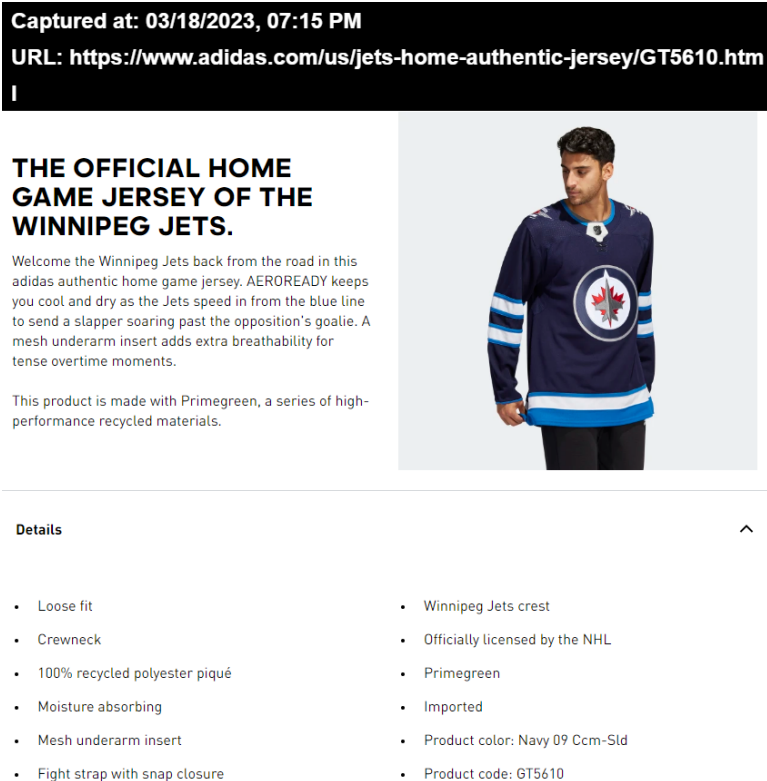 Captured at: 03/18/2023, 07:15 PM
URL: https://www.adidas.com/us/jets-home-authentic-jersey/GT5610.htm
l
THE OFFICIAL HOME
GAME JERSEY OF THE
WINNIPEG JETS.
Welcome the Winnipeg Jets back from the road in this
adidas authentic home game jersey. AEROREADY keeps
you cool and dry as the Jets speed in from the blue line
to send a slapper soaring past the opposition's goalie. A
mesh underarm insert adds extra breathability for
tense overtime moments.
This product is made with Primegreen, a series of high-
performance recycled materials.
Details
• Loose fit
• Crewneck
• 100% recycled polyester piqué
• Moisture absorbing
• Mesh underarm insert
• Fight strap with snap closure
• Winnipeg Jets crest
• Officially licensed by the NHL
• Primegreen
• Imported
• Product color: Navy 09 Ccm-Sld
• Product code: GT5610